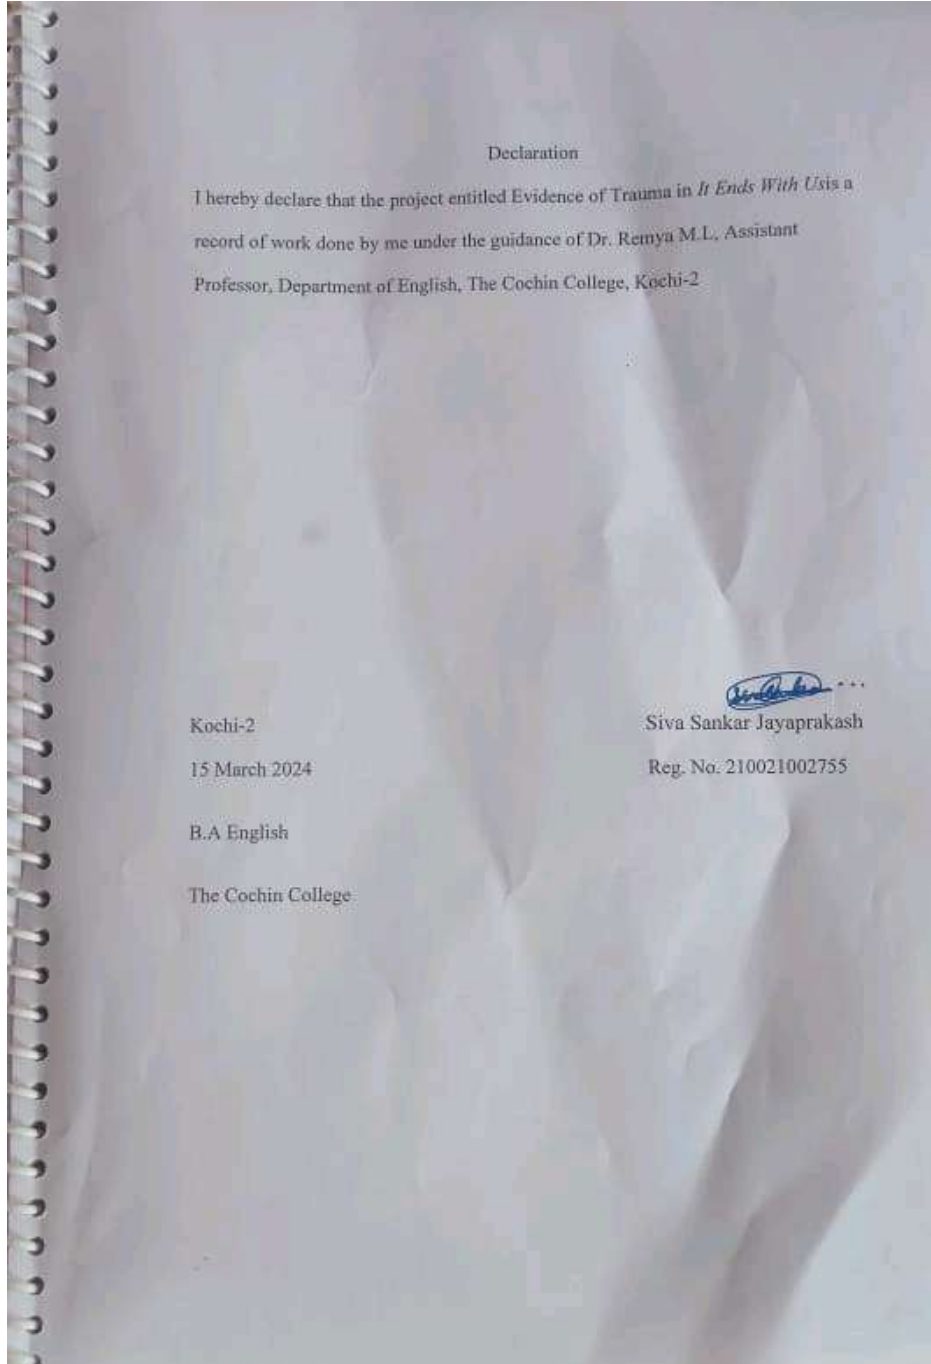 Declaration
I hereby declare that the project entitled Evidence of Trauma in It Ends With Usis a
record of work done by me under the guidance of Dr. Remya M.L, Assistant
Professor, Department of English, The Cochin College, Kochi-2
Kochi-2
Siva Sankar Jayaprakash
15 March 2024
Reg. No. 210021002755
B.A English
The Cochin College